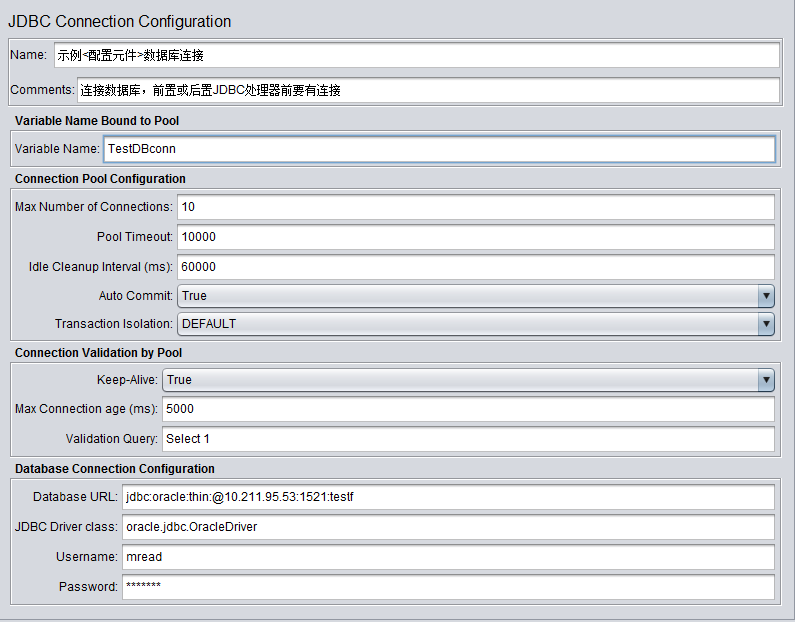 JDBC Connection Configuration
Name: 示例<配置元件>数据库连接
Comments: 连接数据库，前置或后置JDBC处理器前要有连接
Variable Name Bound to Pool
Variable Name: TestDBconn
Connection Pool Configuration
Max Number of Connections: 10
Pool Timeout: 10000
Idle Cleanup Interval (ms): 60000
Auto Commit: True
Transaction Isolation: DEFAULT
Connection Validation by Pool
Keep-Alive: True
Max Connection age (ms): 5000
Validation Query: Select 1
Database Connection Configuration
Database URL: jdbc:oracle:thin:@10.211.95.53:1521:testf
JDBC Driver class: oracle.jdbc.OracleDriver
Username: mread
Password: *******